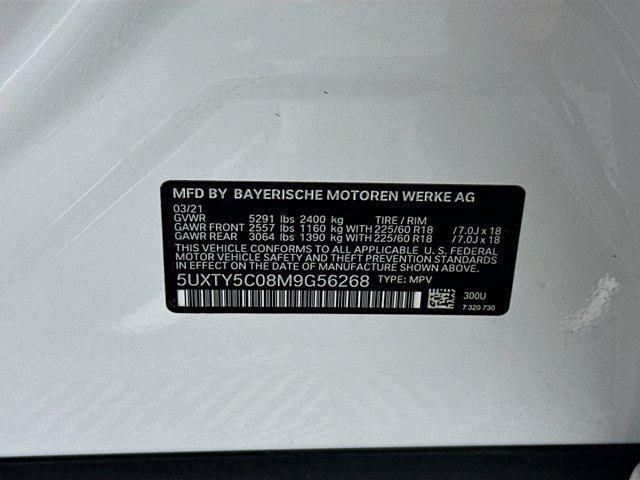 MFD BY BAYERISCHE MOTOREN WERKE AG
03/21
GVWR 5291 lbs 2400 kg TIRE / RIM
GAWR FRONT 2557 lbs 1160 kg WITH 225/60 R18 /7.0J x 18
GAWR REAR 3064 lbs 1390 kg WITH 225/60 R18 /7.0J x 18
THIS VEHICLE CONFORMS TO ALL APPLICABLE U. S. FEDERAL
MOTOR VEHICLE SAFETY, AND THEFT PREVENTION STANDARDS
IN EFFECT ON THE DATE OF MANUFACTURE SHOWN ABOVE.
5UXTY5C08M9G56268 TYPE: MPV
300U
7 320 730